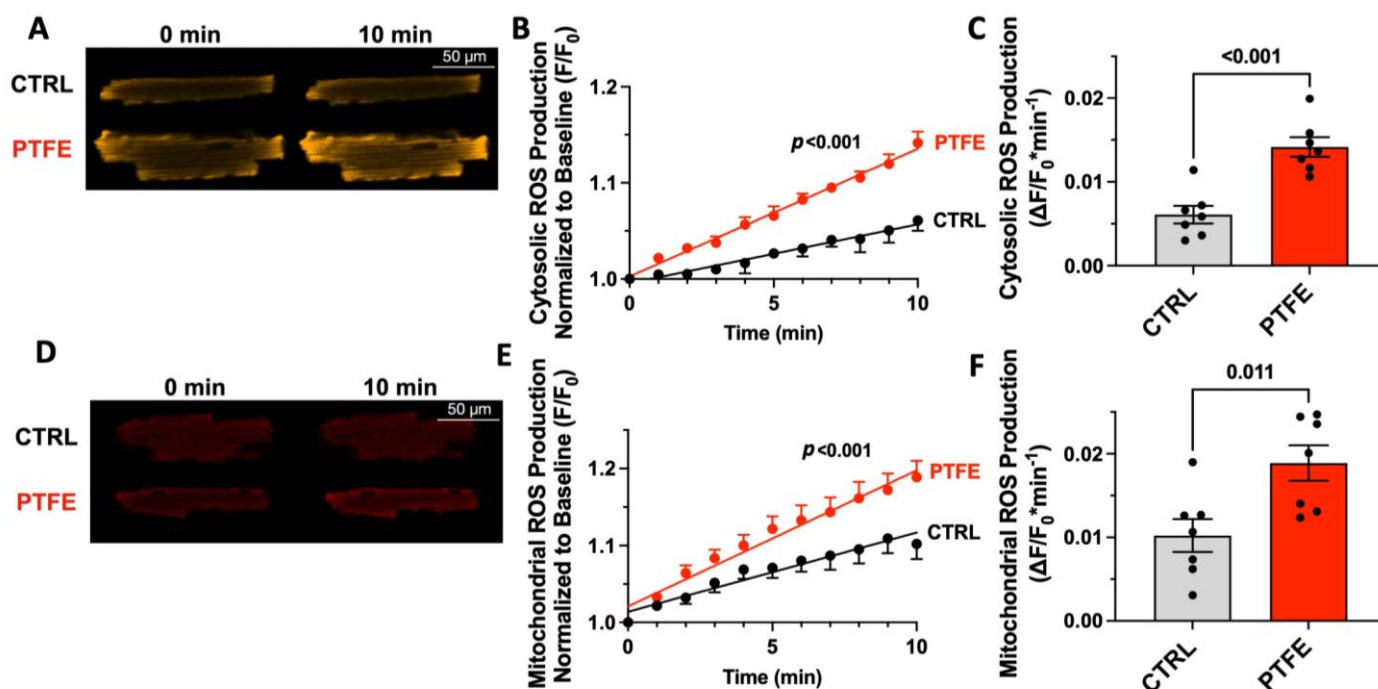 A
0 min 10 min
50 µm
CTRL
PTFE
B
Cytosolic ROS Production
Normalized to Baseline (F/F₀)
1.2
1.1
1.0
p<0.001
PTFE
CTRL
0 5 10
Time (min)
C
Cytosolic ROS Production
(ΔF/F₀*min⁻¹)
<0.001
0.02
0.01
0.00
CTRL
PTFE
D
0 min 10 min
50 µm
CTRL
PTFE
E
Mitochondrial ROS Production
Normalized to Baseline (F/F₀)
1.2
1.1
1.0
p<0.001
PTFE
CTRL
0 5 10
Time (min)
F
Mitochondrial ROS Production
(ΔF/F₀*min⁻¹)
0.011
0.02
0.01
0.00
CTRL
PTFE